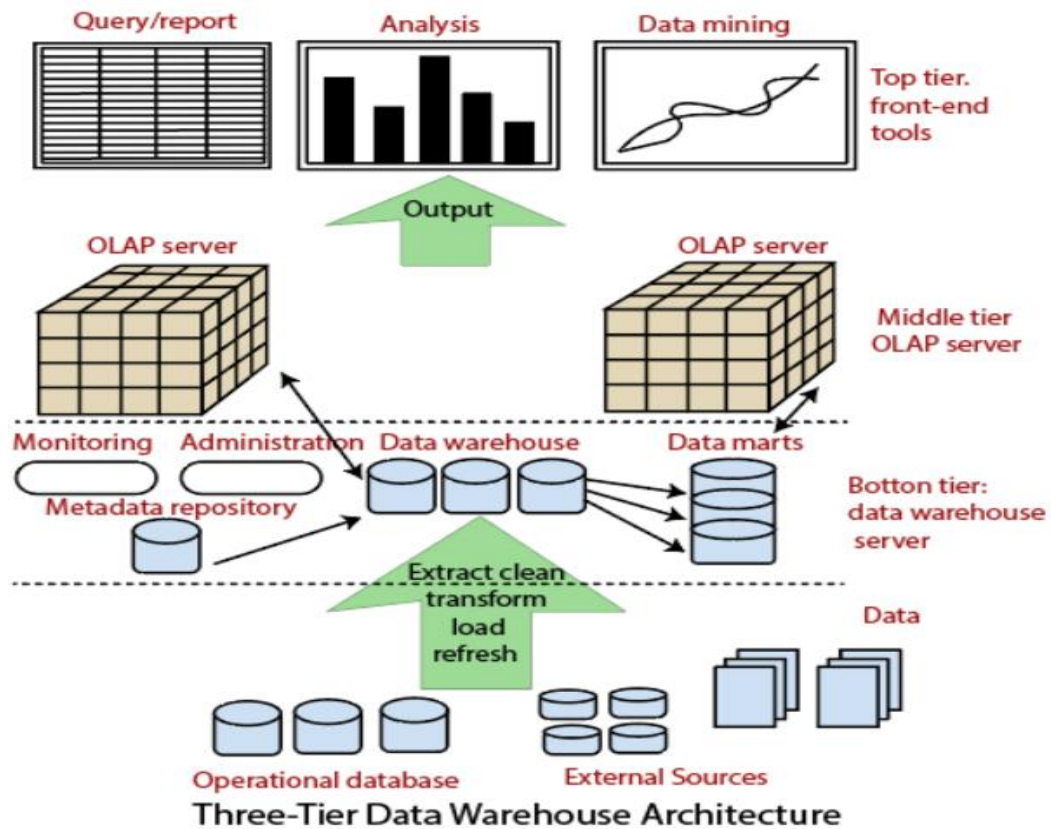 Query/report
Analysis
Data mining
Top tier.
front-end
tools
Output
OLAP server
OLAP server
Middle tier
OLAP server
Monitoring
Administration
Data warehouse
Data marts
Metadata repository
Botton tier:
data warehouse
server
Extract clean
transform
load
refresh
Data
Operational database
External Sources
Three-Tier Data Warehouse Architecture